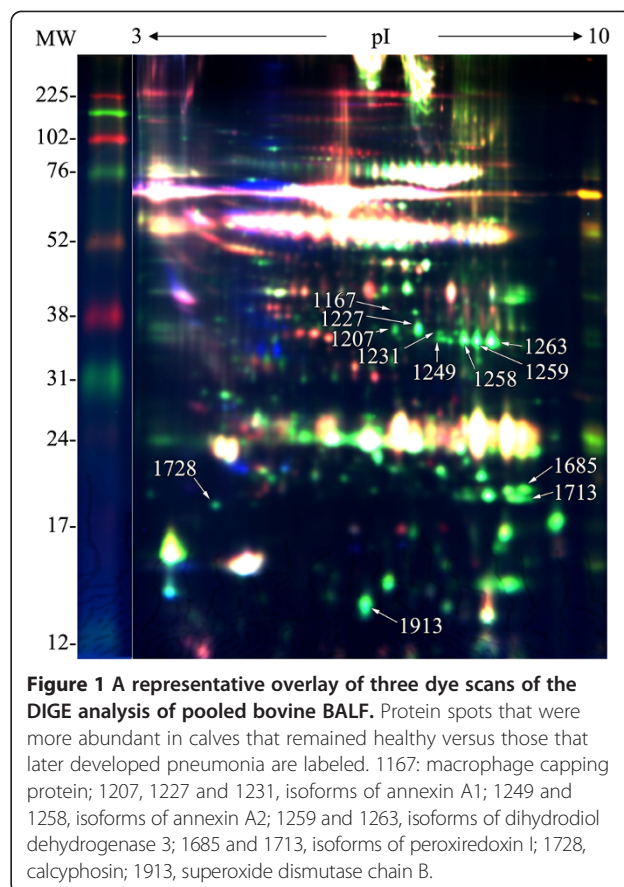 MW 3 pI 10
225-
102-
76-
52-
38-
31-
24-
17-
12-
1167
1227
1207
1231
1249
1258
1259
1263
1728
1685
1713
1913
Figure 1 A representative overlay of three dye scans of the
DIGE analysis of pooled bovine BALF. Protein spots that were
more abundant in calves that remained healthy versus those that
later developed pneumonia are labeled. 1167: macrophage capping
protein; 1207, 1227 and 1231, isoforms of annexin A1; 1249 and
1258, isoforms of annexin A2; 1259 and 1263, isoforms of dihydrodiol
dehydrogenase 3; 1685 and 1713, isoforms of peroxiredoxin I; 1728,
calcyphosin; 1913, superoxide dismutase chain B.